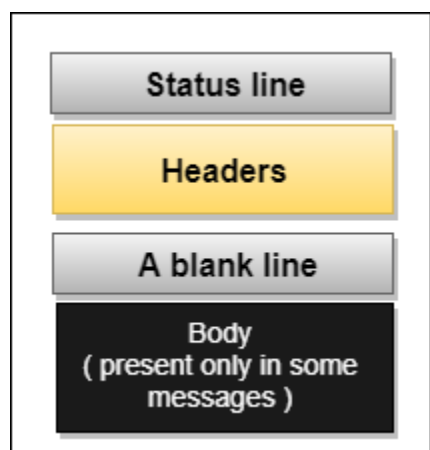 Status line
Headers
A blank line
Body
( present only in some
messages )